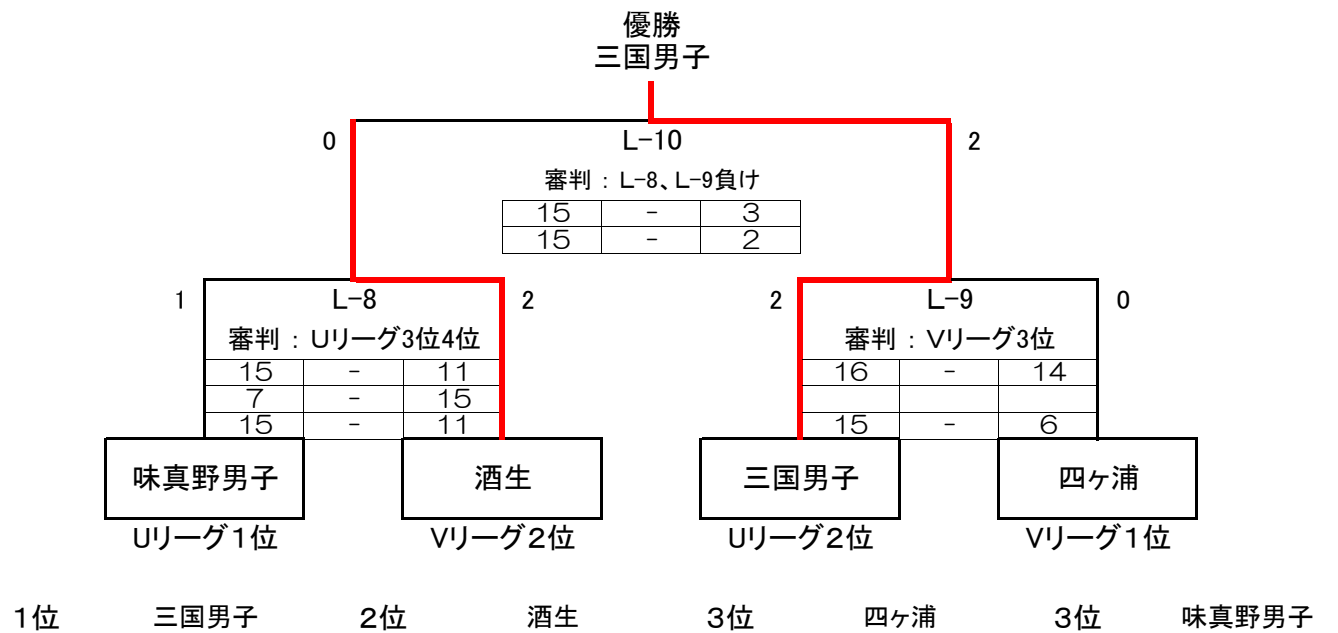 優勝
三国男子
0 L-10 2
審判：L-8、L-9負け
15 - 3
15 - 2
1 L-8 2 2 L-9 0
審判：Uリーグ3位4位 審判：Vリーグ3位
15 - 11 16 - 14
7 - 15
15 - 11 15 - 6
味真野男子 酒生 三国男子 四ヶ浦
Uリーグ１位 Vリーグ２位 Uリーグ２位 Vリーグ１位
１位 三国男子 ２位 酒生 ３位 四ヶ浦 ３位 味真野男子